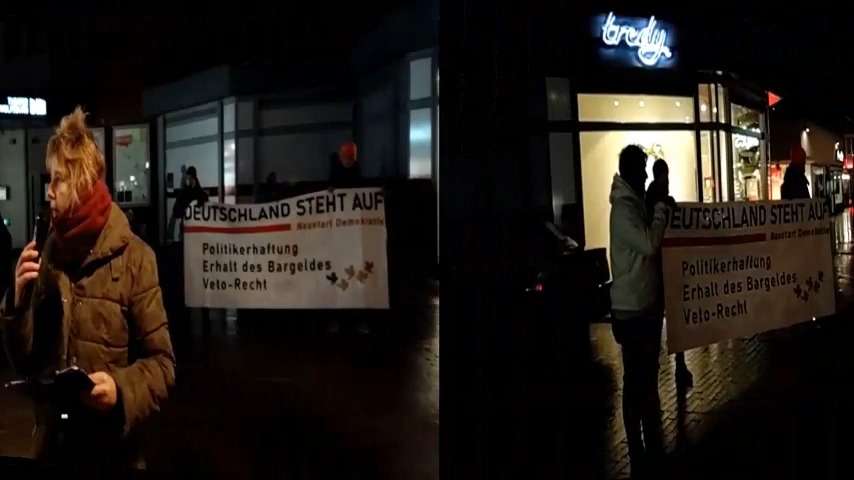 DEUTSCHLAND STEHT AUF
Neustart Demokratie
Politikerhaftung
Erhalt des Bargeldes
Veto-Recht
tredy
DEUTSCHLAND STEHT AUF
Neustart Demokratie
Politikerhaftung
Erhalt des Bargeldes
Veto-Recht